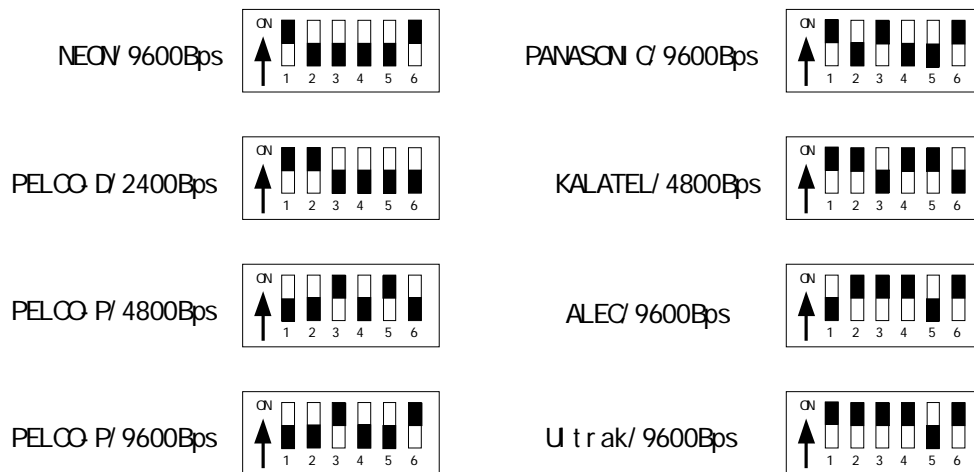 NEON/ 9600Bps
ON
1 2 3 4 5 6
PANASONIC/ 9600Bps
ON
1 2 3 4 5 6
PELCO-D/ 2400Bps
ON
1 2 3 4 5 6
KALATEL/ 4800Bps
ON
1 2 3 4 5 6
PELCO-P/ 4800Bps
ON
1 2 3 4 5 6
ALEC/ 9600Bps
ON
1 2 3 4 5 6
PELCO-P/ 9600Bps
ON
1 2 3 4 5 6
Ultrak/ 9600Bps
ON
1 2 3 4 5 6